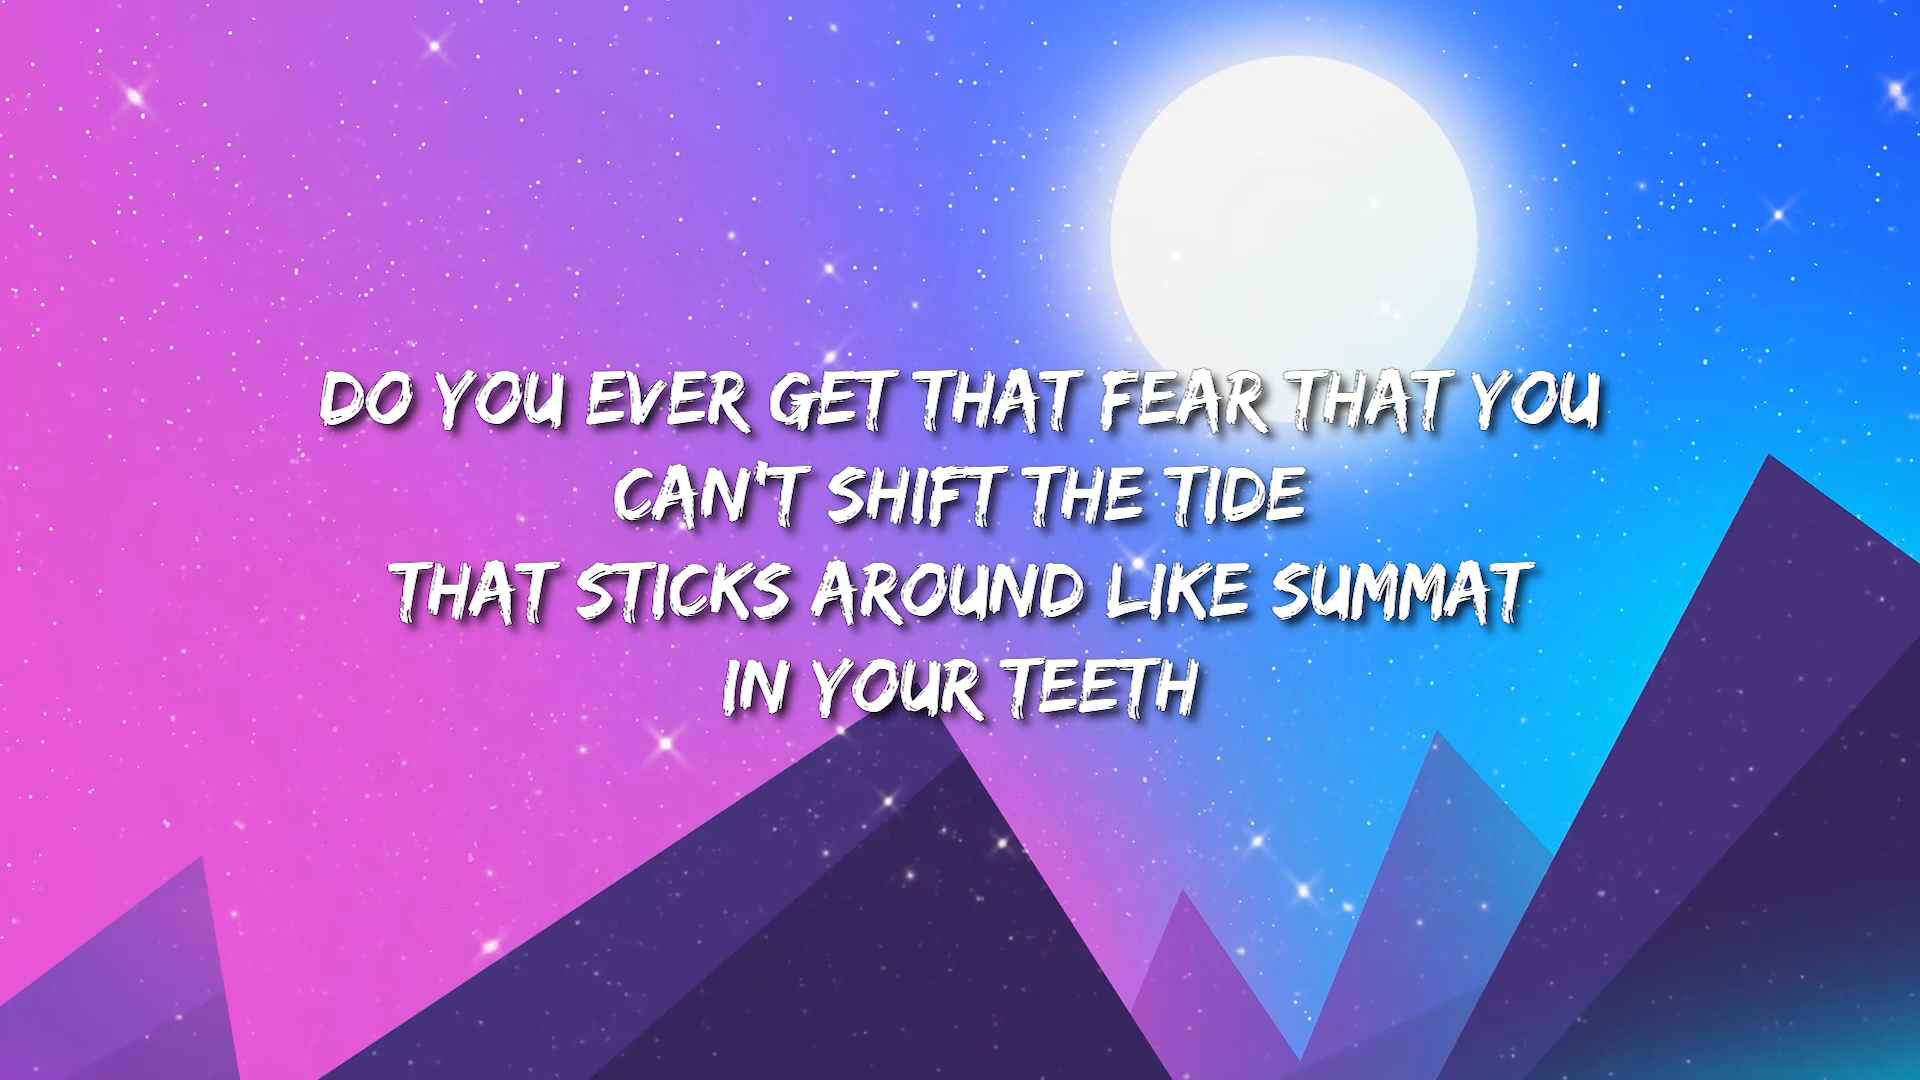 DO YOU EVER GET THAT FEAR THAT YOU
CAN'T SHIFT THE TIDE
THAT STICKS AROUND LIKE SUMMAT
IN YOUR TEETH